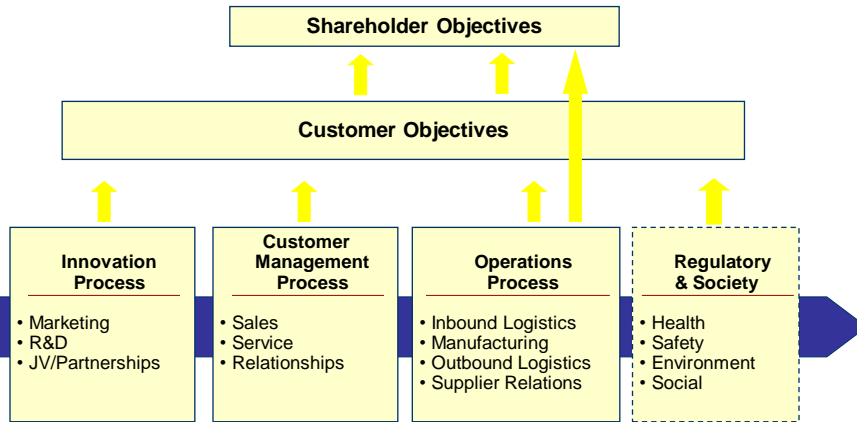 Shareholder Objectives
Customer Objectives
Innovation
Process
• Marketing
• R&D
• JV/Partnerships
Customer
Management
Process
• Sales
• Service
• Relationships
Operations
Process
• Inbound Logistics
• Manufacturing
• Outbound Logistics
• Supplier Relations
Regulatory
& Society
• Health
• Safety
• Environment
• Social